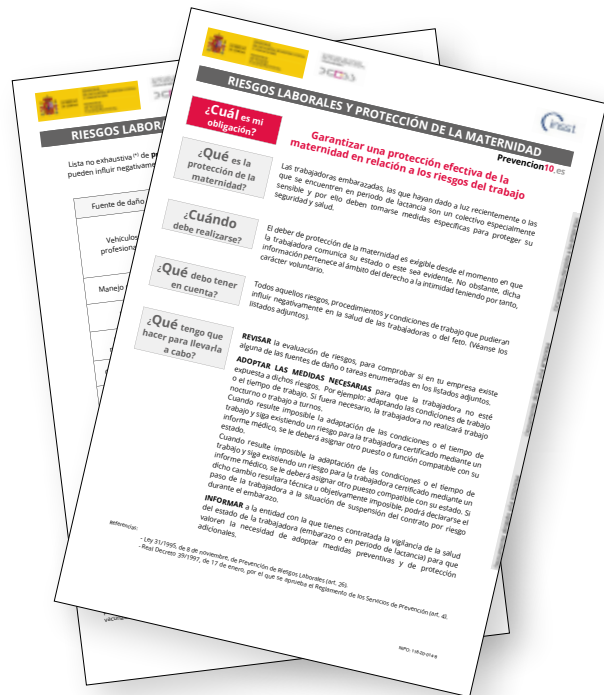 RIESGOS LABORALES Y PROTECCIÓN DE LA MATERNIDAD
Prevencion10.es
¿Cuál es mi
obligación?
Garantizar una protección efectiva de la
maternidad en relación a los riesgos del trabajo
¿Qué es la
protección de la
maternidad?
Las trabajadoras embarazadas, las que hayan dado a luz recientemente o las
que se encuentren en periodo de lactancia son un colectivo especialmente
sensible y por ello deben tomarse medidas específicas para proteger su
seguridad y salud.
¿Cuándo
debe realizarse?
El deber de protección de la maternidad es exigible desde el momento en que
la trabajadora comunica su estado o este sea evidente. No obstante, dicha
información pertenece al ámbito del derecho a la intimidad teniendo por tanto,
carácter voluntario.
¿Qué debo tener
en cuenta?
Todos aquellos riesgos, procedimientos y condiciones de trabajo que pudieran
influir negativamente en la salud de las trabajadoras o del feto. (Véanse los
listados adjuntos).
¿Qué tengo que
hacer para llevarla
a cabo?
REVISAR la evaluación de riesgos, para comprobar si en tu empresa existe
alguna de las fuentes de daño o tareas enumeradas en los listados adjuntos.
ADOPTAR LAS MEDIDAS NECESARIAS para que la trabajadora no esté
expuesta a dichos riesgos. Por ejemplo: adaptando las condiciones de trabajo
o el tiempo de trabajo. Si fuera necesario, la trabajadora no realizará trabajo
nocturno o trabajo a turnos.
Cuando resulte imposible la adaptación de las condiciones o el tiempo de
trabajo y siga existiendo un riesgo para la trabajadora certificado mediante un
informe médico, se le deberá asignar otro puesto o función compatible con su
estado.
Cuando resulte imposible la adaptación de las condiciones o el tiempo de
trabajo y siga existiendo un riesgo para la trabajadora certificado mediante un
informe médico, se le deberá asignar otro puesto compatible con su estado. Si
dicho cambio resultara técnica u objetivamente imposible, podrá declararse el
paso de la trabajadora a la situación de suspensión del contrato por riesgo
durante el embarazo.
INFORMAR a la entidad con la que tienes contratada la vigilancia de la salud
del estado de la trabajadora (embarazo o en periodo de lactancia) para que
valoren la necesidad de adoptar medidas preventivas y de protección
adicionales.
Referencias:
- Ley 31/1995, de 8 de noviembre, de Prevención de Riesgos Laborales (art. 26).
- Real Decreto 39/1997, de 17 de enero, por el que se aprueba el Reglamento de los Servicios de Prevención (art. 4).
RIESGOS LABOR
Lista no exhaustiva (*) de
pueden influir negativame
Fuente de daño
Vehículos
profesiona
Manejo